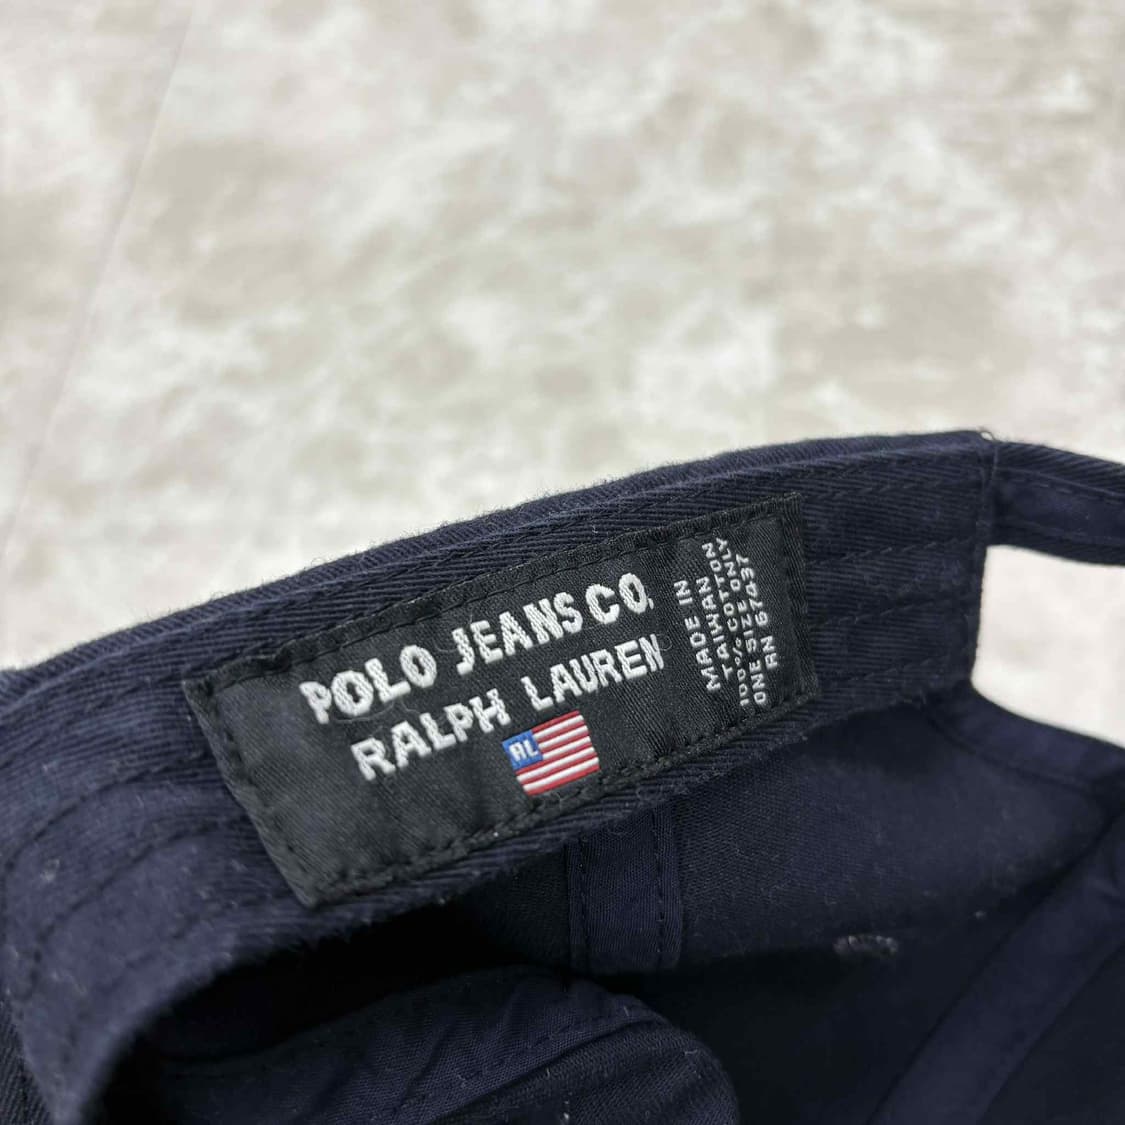 POLO JEANS CO.
RALPH LAUREN
RL
MADE IN
TAIWAN
100% COTTON
ONE SIZE ONLY
RN 67437